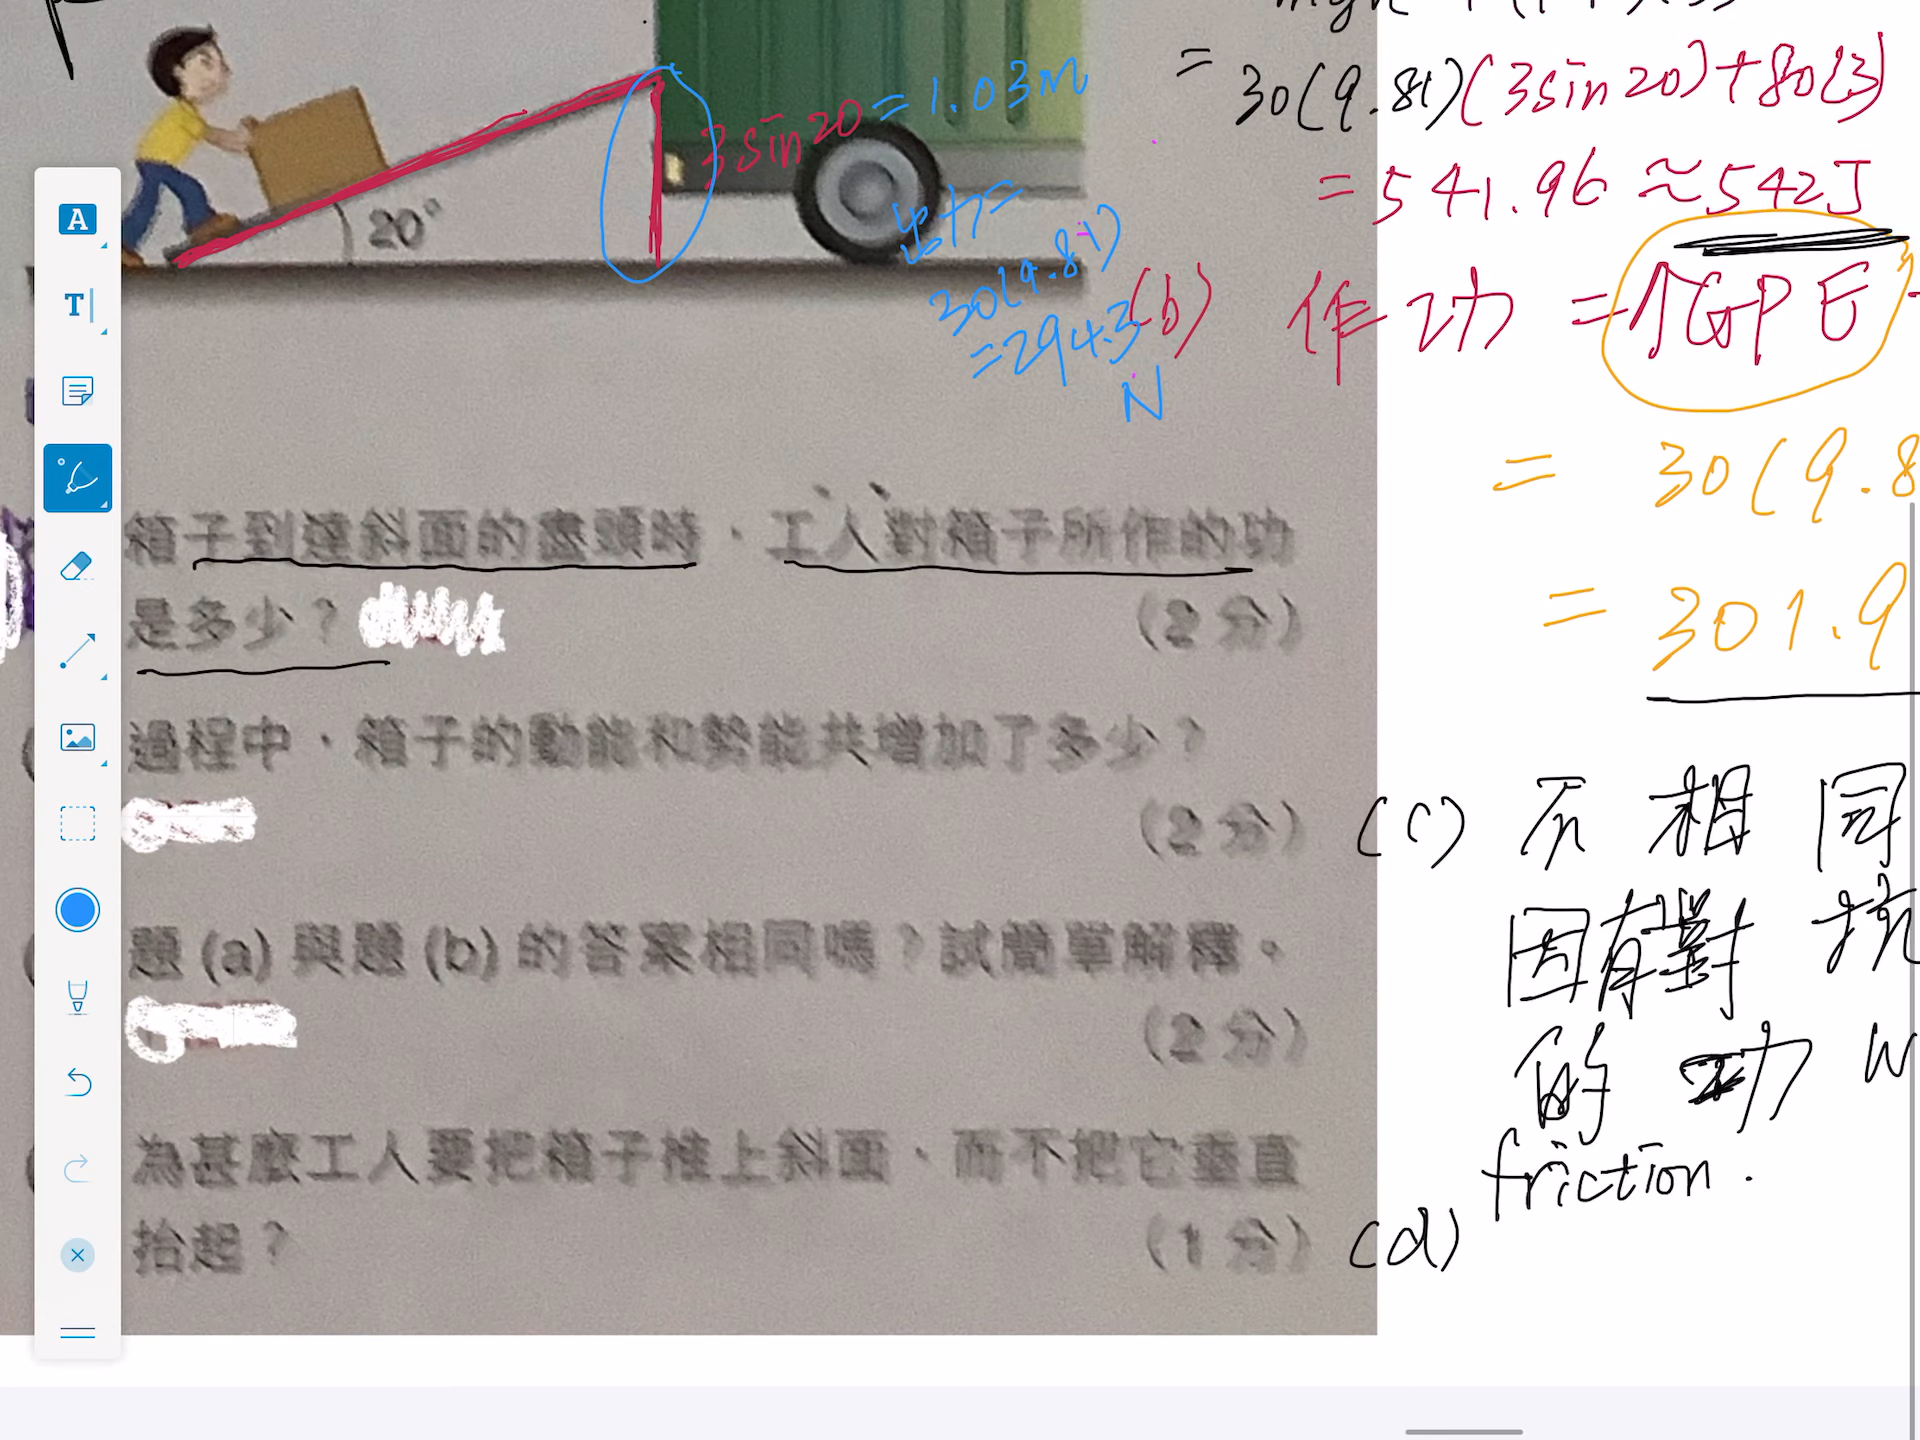 = 30(9.81)(3sin20)+80(3)
= 541.96 ≈ 542J
3sin20 = 1.03m
20°
出力=
30(9.81)
=294.3
N
(b) 作功 = ↑GPE
= 30(9.8
= 301.9
箱子到達斜面的盡頭時，工人對箱子所作的功
是多少？ (2 分)
過程中，箱子的動能和勢能共增加了多少？
(2 分)
題 (a) 與題 (b) 的答案相同嗎？試簡單解釋。
(2 分)
為甚麼工人要把箱子推上斜面，而不把它垂直
抬起？ (1 分)
(c) 不相同
因有對抗
的功 W
friction.
(d)
A
T